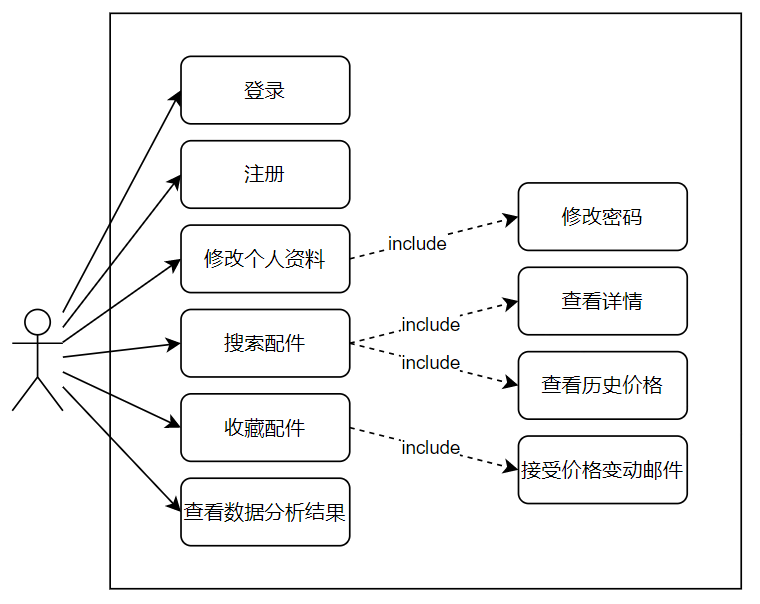 登录
注册
修改个人资料
include
修改密码
搜索配件
include
查看详情
include
查看历史价格
收藏配件
include
接受价格变动邮件
查看数据分析结果